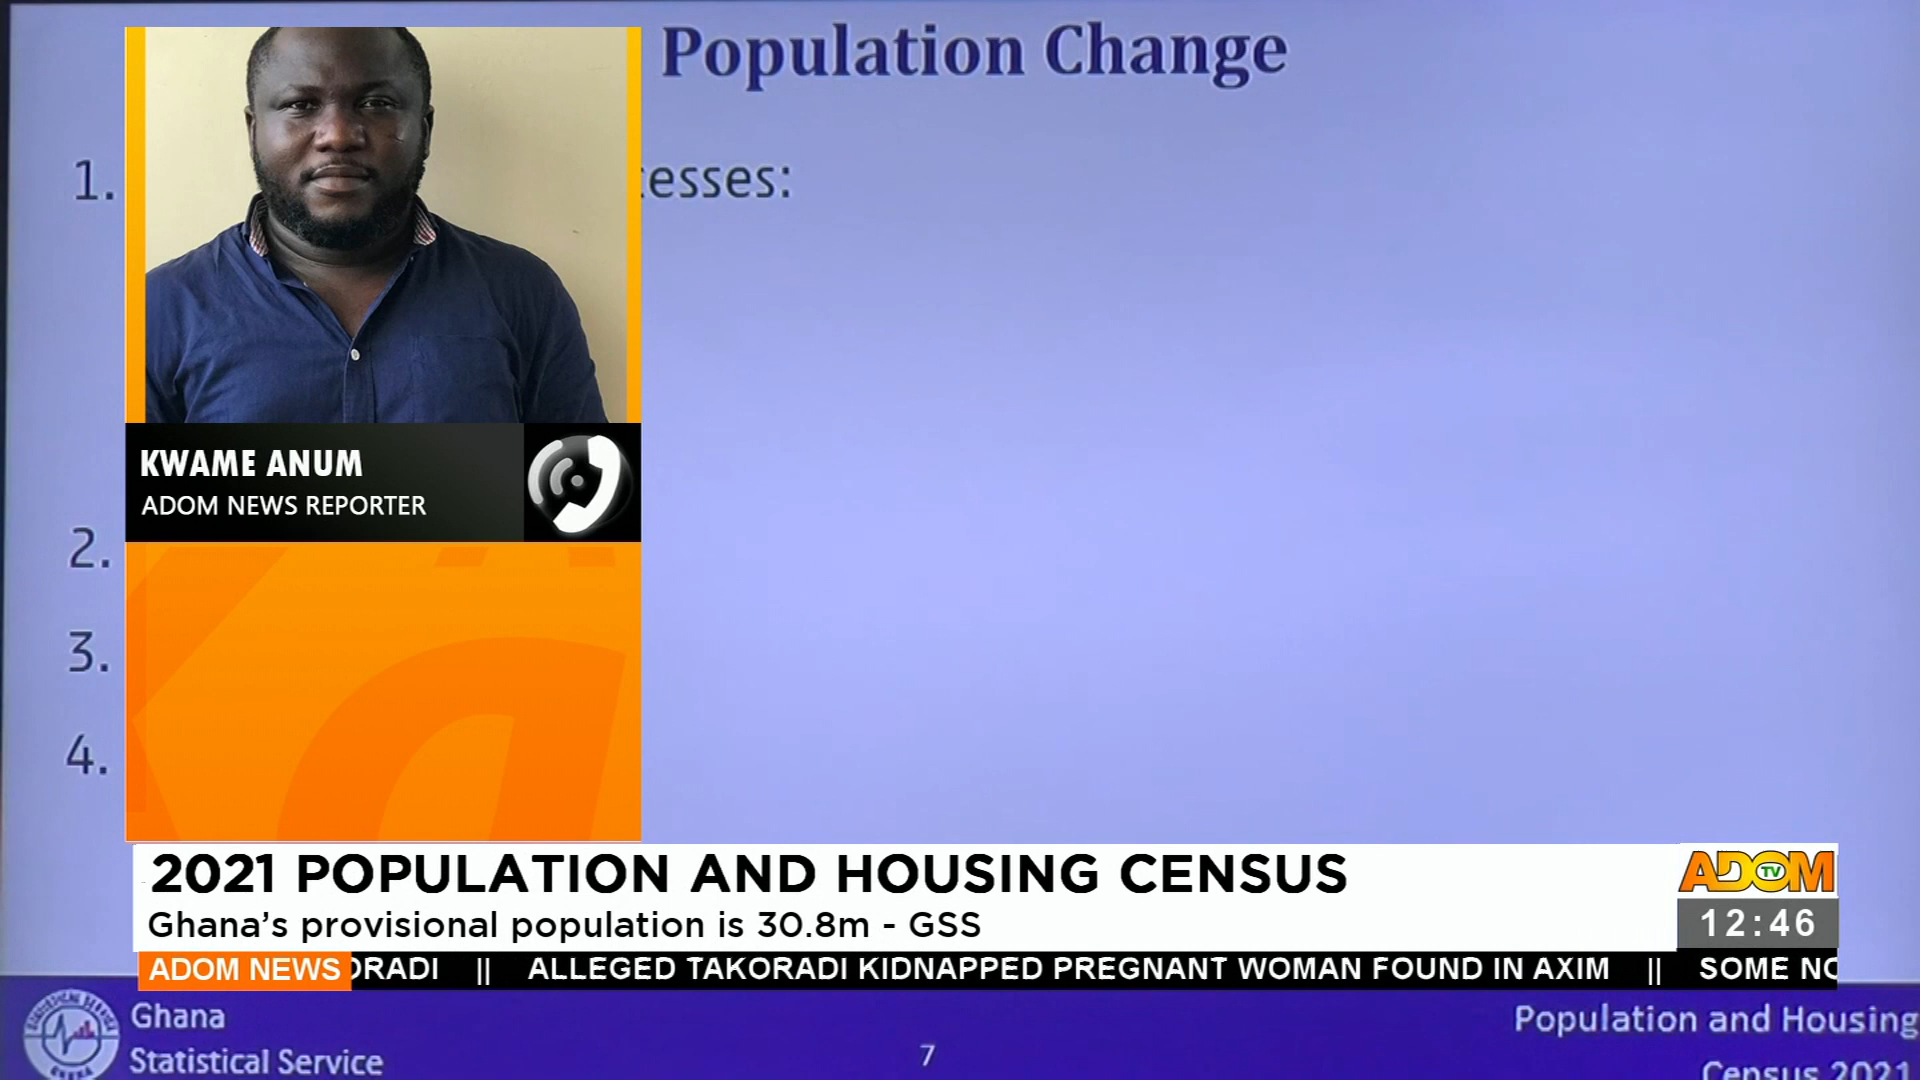 Population Change
1.
cesses:
KWAME ANUM
ADOM NEWS REPORTER
2.
3.
4.
2021 POPULATION AND HOUSING CENSUS
Ghana's provisional population is 30.8m - GSS
ADOM TV
12:46
ADOM NEWS
ORADI || ALLEGED TAKORADI KIDNAPPED PREGNANT WOMAN FOUND IN AXIM || SOME NO
Ghana
Statistical Service
7
Population and Housing
Census 2021